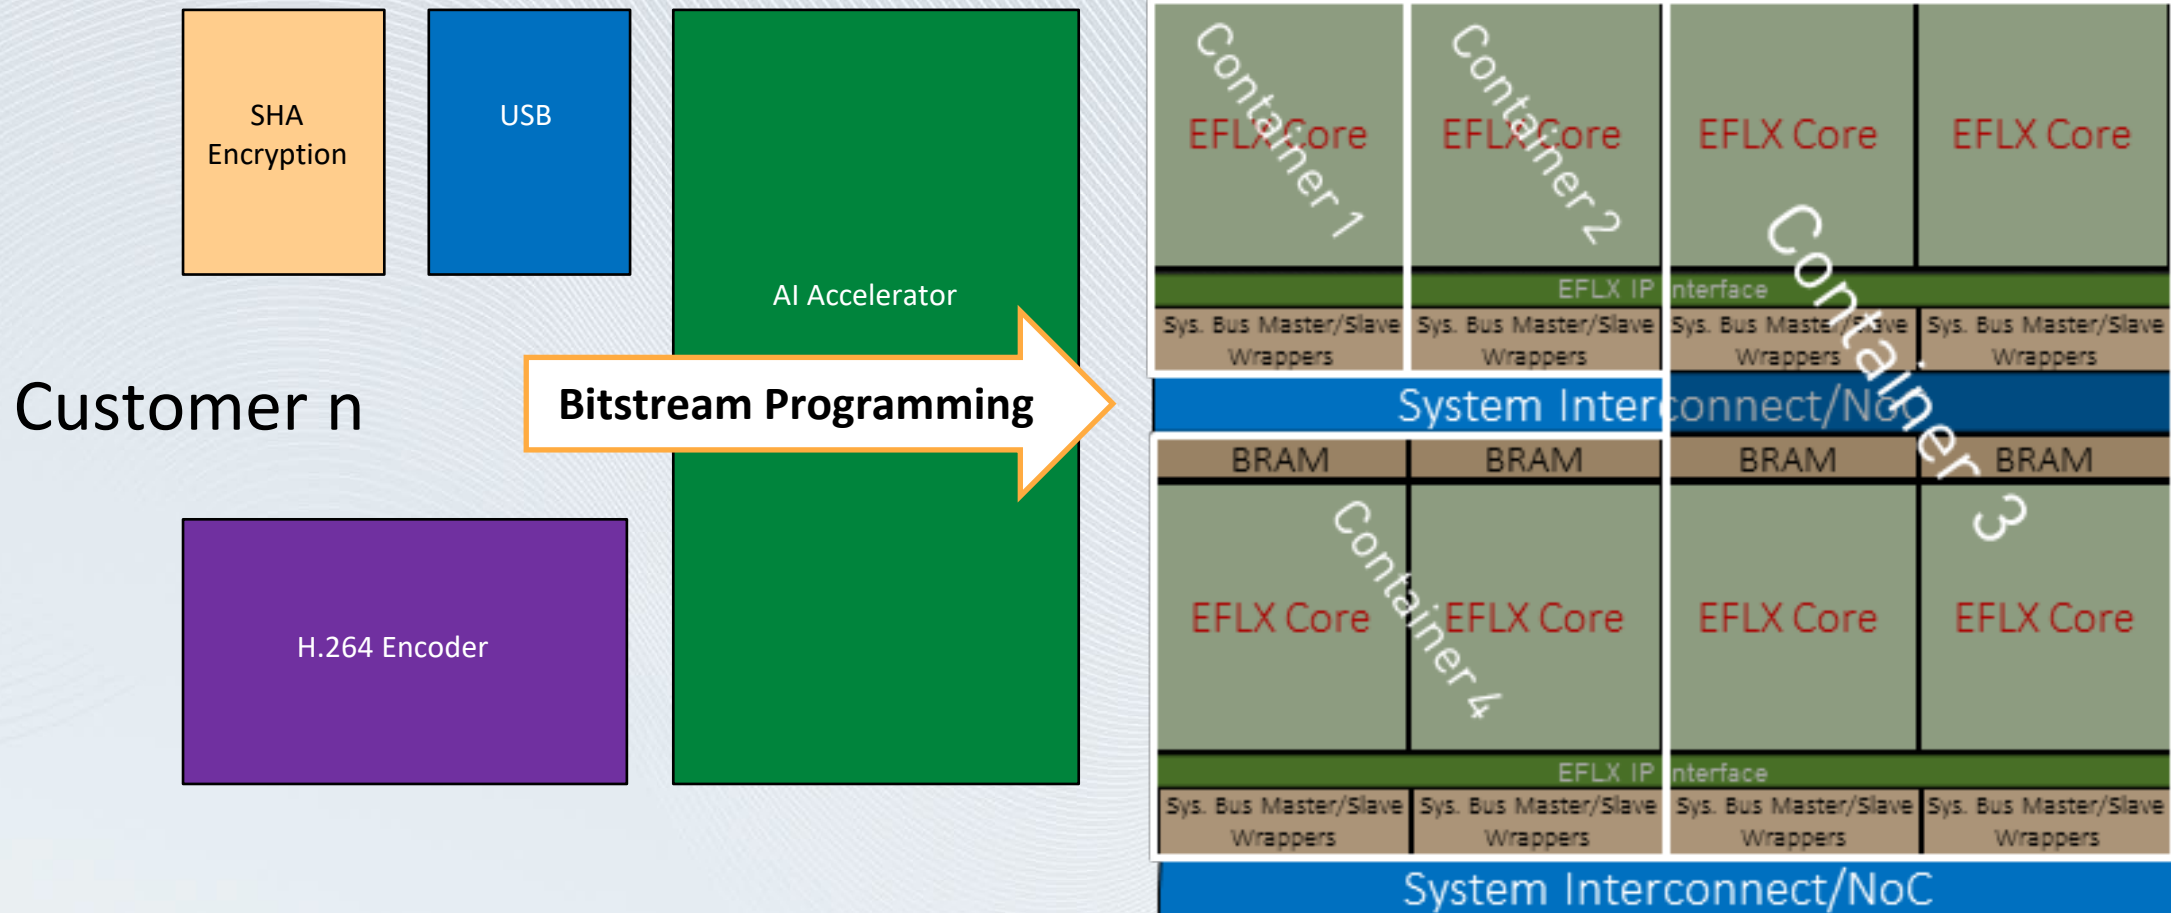 SHA
Encryption
USB
AI Accelerator
Customer n
Bitstream Programming
H.264 Encoder
Container 1
Container 2
Container 3
Container 4
EFLX Core
EFLX Core
EFLX Core
EFLX Core
EFLX IP Interface
Sys. Bus Master/Slave
Wrappers
Sys. Bus Master/Slave
Wrappers
Sys. Bus Master/Slave
Wrappers
Sys. Bus Master/Slave
Wrappers
System Interconnect/NoC
BRAM
BRAM
BRAM
BRAM
EFLX Core
EFLX Core
EFLX Core
EFLX Core
EFLX IP Interface
Sys. Bus Master/Slave
Wrappers
Sys. Bus Master/Slave
Wrappers
Sys. Bus Master/Slave
Wrappers
Sys. Bus Master/Slave
Wrappers
System Interconnect/NoC